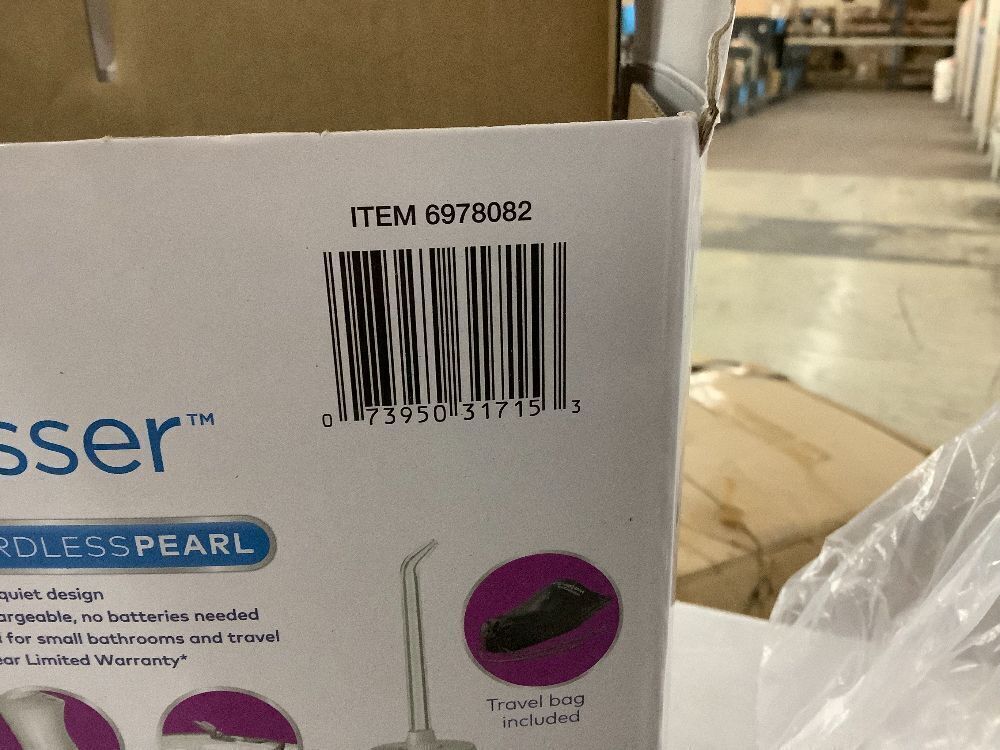 ITEM 6978082
0 73950 31715 3
sser™
RDLESSPEARL
quiet design
argeable, no batteries needed
for small bathrooms and travel
ear Limited Warranty*
Travel bag
included